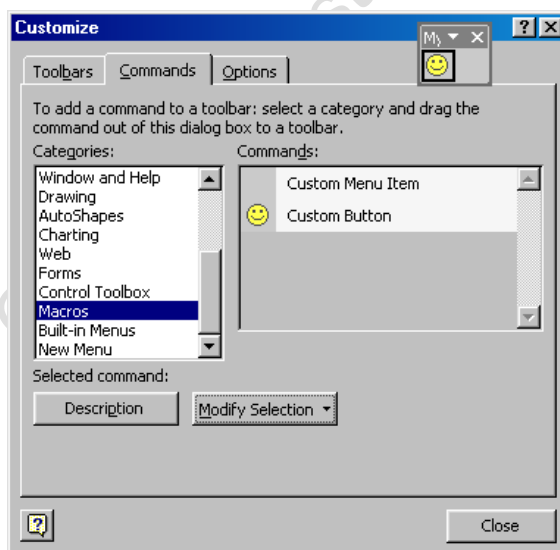 Customize
My
Toolbars Commands Options
To add a command to a toolbar: select a category and drag the
command out of this dialog box to a toolbar.
Categories: Commands:
Window and Help
Drawing
AutoShapes
Charting
Web
Forms
Control Toolbox
Macros
Built-in Menus
New Menu
Custom Menu Item
Custom Button
Selected command:
Description Modify Selection
Close